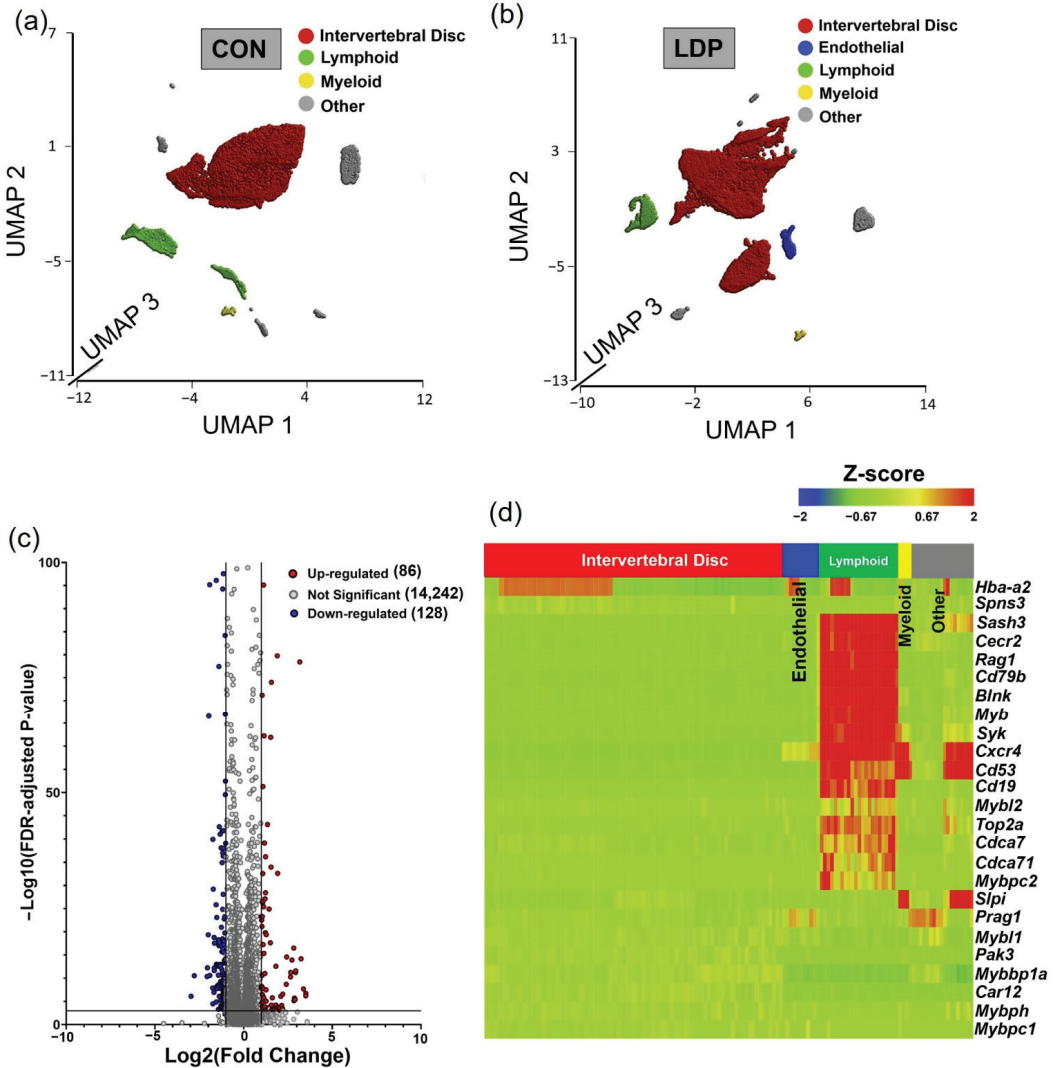 (a)
CON
Intervertebral Disc
Lymphoid
Myeloid
Other
7
1
−5
−11
UMAP 2
UMAP 3
−12
−4
4
12
UMAP 1
(b)
LDP
Intervertebral Disc
Endothelial
Lymphoid
Myeloid
Other
11
3
−5
−13
UMAP 2
UMAP 3
−10
−2
6
14
UMAP 1
(c)
Up-regulated (86)
Not Significant (14,242)
Down-regulated (128)
100
50
0
−Log10(FDR-adjusted P-value)
−10
−5
0
5
10
Log2(Fold Change)
(d)
Z-score
−2
−0.67
0.67
2
Intervertebral Disc
Endothelial
Lymphoid
Myeloid
Other
Hba-a2
Spns3
Sash3
Cecr2
Rag1
Cd79b
Blnk
Myb
Syk
Cxcr4
Cd53
Cd19
Mybl2
Top2a
Cdca7
Cdca71
Mybpc2
Slpi
Prag1
Mybl1
Pak3
Mybbp1a
Car12
Mybph
Mybpc1